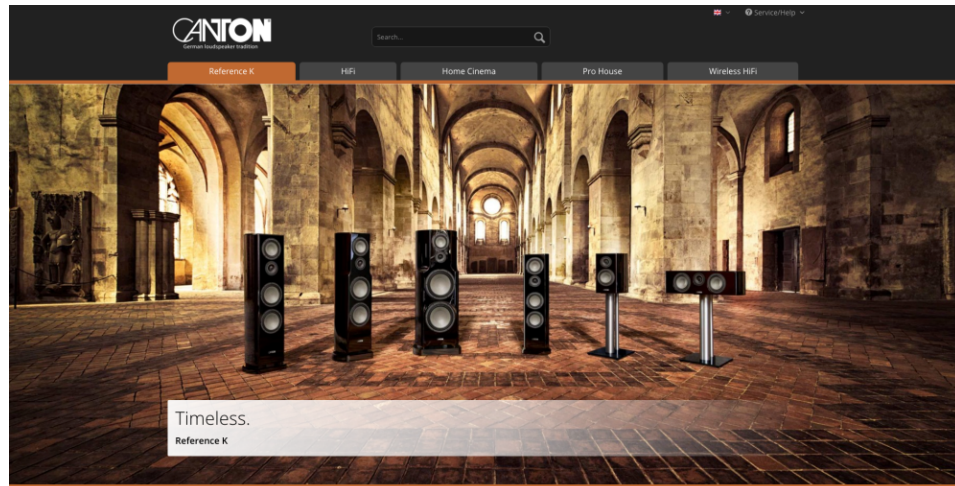 CANTON
German loudspeaker tradition
Search...
Service/Help
Reference K
HiFi
Home Cinema
Pro House
Wireless HiFi
Timeless.
Reference K